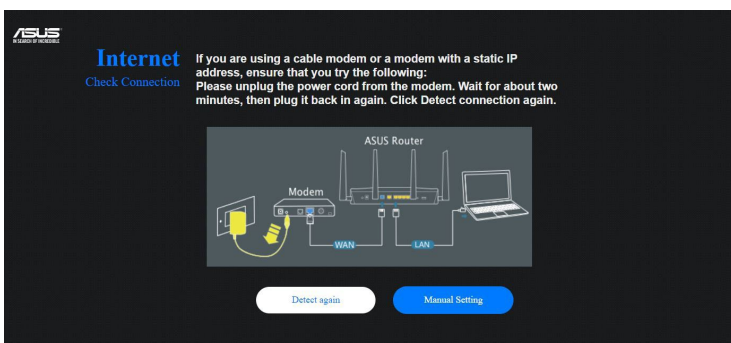 ASUS
IN SEARCH OF INCREDIBLE
Internet
Check Connection
If you are using a cable modem or a modem with a static IP
address, ensure that you try the following:
Please unplug the power cord from the modem. Wait for about two
minutes, then plug it back in again. Click Detect connection again.
ASUS Router
Modem
WAN
LAN
Detect again
Manual Setting